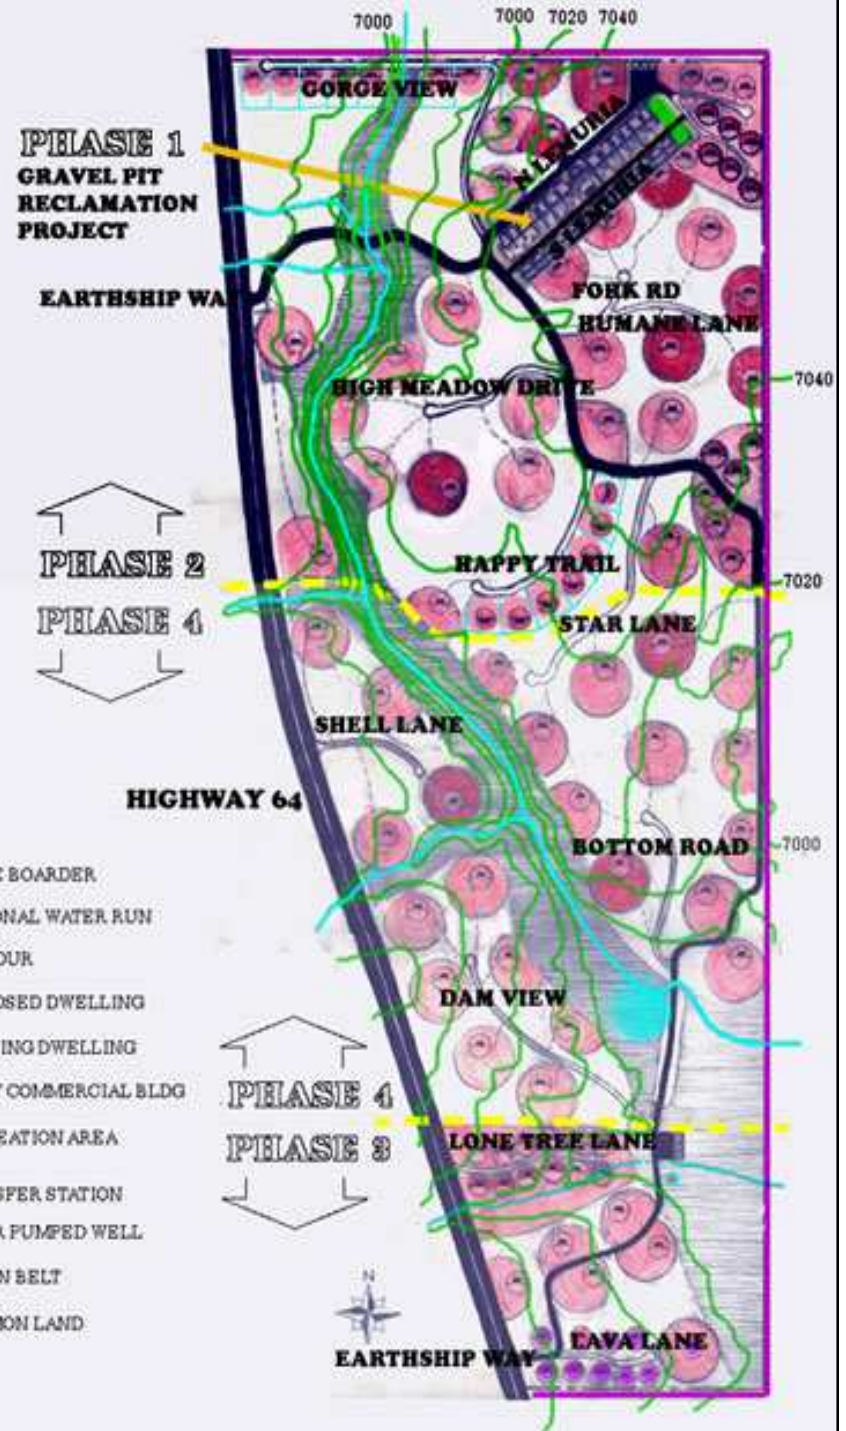 7000
7000 7020 7040
GORGE VIEW
PHASE 1
GRAVEL PIT
RECLAMATION
PROJECT
N LEMURIA
S LEMURIA
EARTHSHIP WA
FORK RD
HUMANE LANE
HIGH MEADOW DRIVE
7040
PHASE 2
HAPPY TRAIL
7020
PHASE 4
STAR LANE
SHELL LANE
HIGHWAY 64
BOTTOM ROAD
7000
E BOARDER
ONAL WATER RUN
OUR
OSED DWELLING
ING DWELLING
Y COMMERCIAL BLDG
EATION AREA
SFER STATION
R PUMPED WELL
N BELT
MON LAND
DAM VIEW
PHASE 4
PHASE 3
LONE TREE LANE
N
LAVA LANE
EARTHSHIP WAY